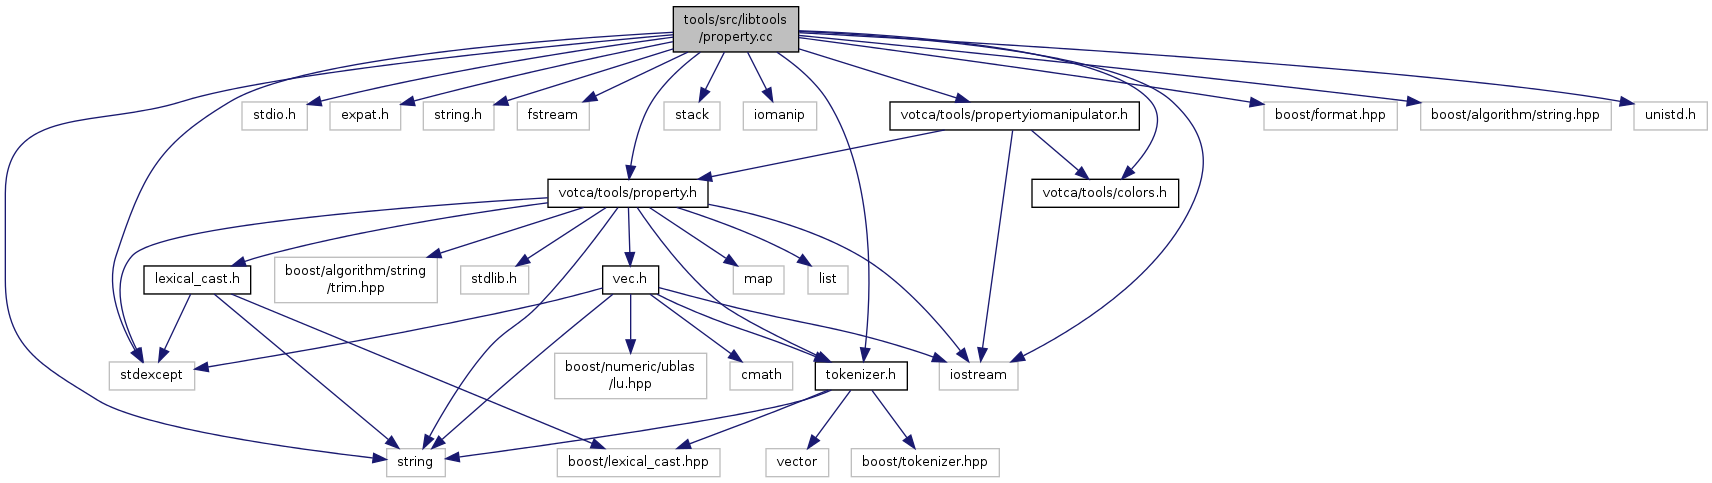 tools/src/libtools
/property.cc
stdio.h
expat.h
string.h
fstream
stack
iomanip
votca/tools/propertyiomanipulator.h
boost/format.hpp
boost/algorithm/string.hpp
unistd.h
votca/tools/property.h
votca/tools/colors.h
lexical_cast.h
boost/algorithm/string
/trim.hpp
stdlib.h
vec.h
map
list
stdexcept
boost/numeric/ublas
/lu.hpp
cmath
tokenizer.h
iostream
string
boost/lexical_cast.hpp
vector
boost/tokenizer.hpp